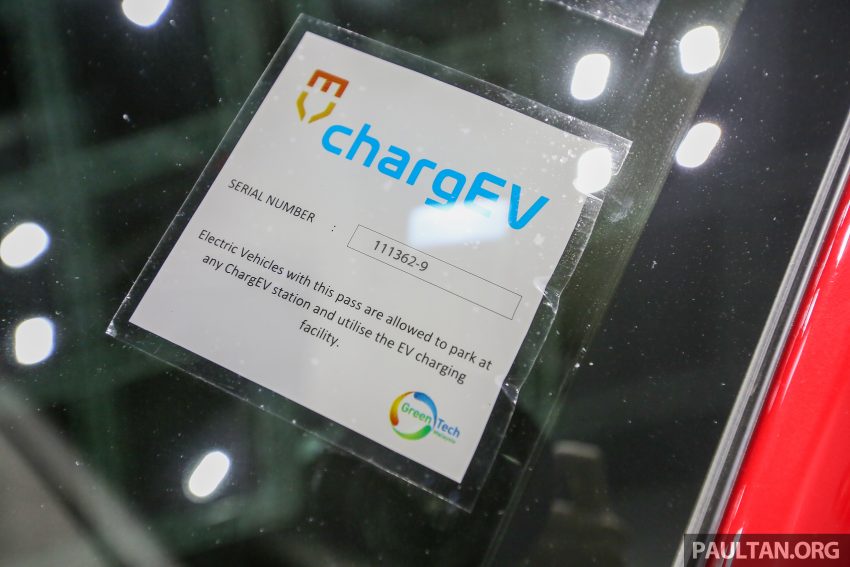 chargEV
SERIAL NUMBER : 111362-9
Electric Vehicles with this pass are allowed to park at
any ChargEV station and utilise the EV charging
facility.
GreenTech
Malaysia
PAULTAN.ORG